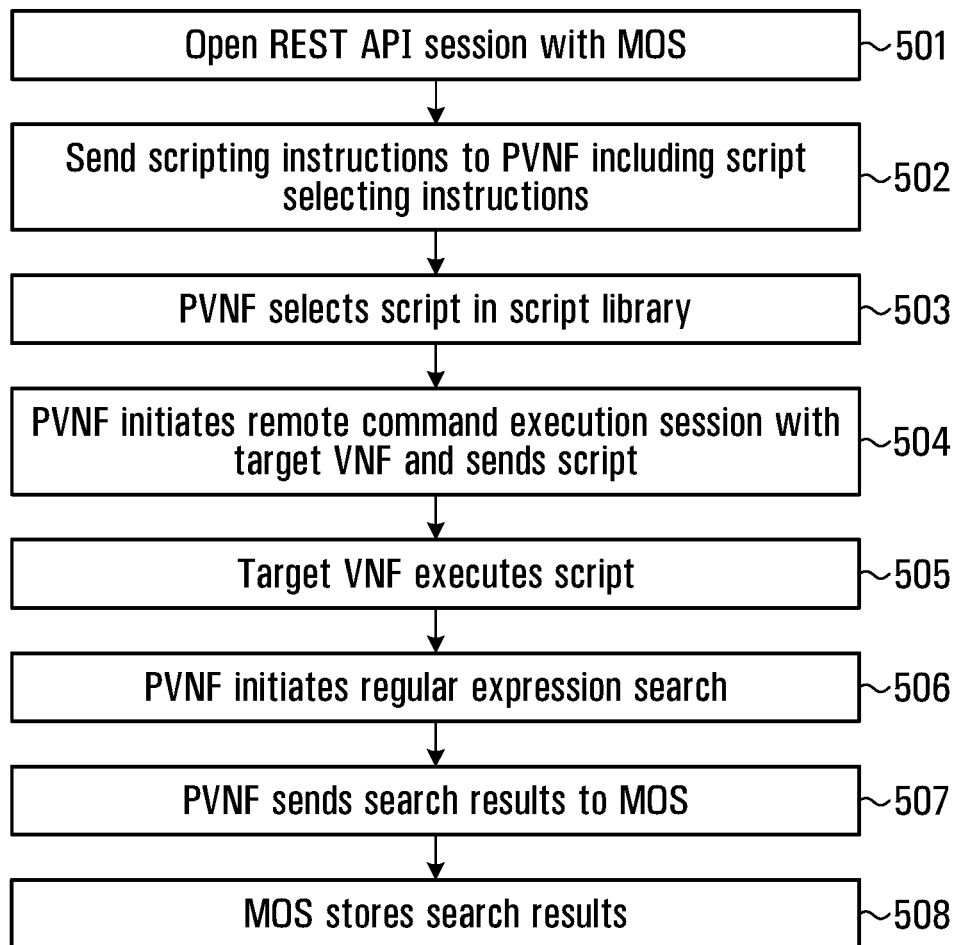 Open REST API session with MOS
501
Send scripting instructions to PVNF including script
selecting instructions
502
PVNF selects script in script library
503
PVNF initiates remote command execution session with
target VNF and sends script
504
Target VNF executes script
505
PVNF initiates regular expression search
506
PVNF sends search results to MOS
507
MOS stores search results
508